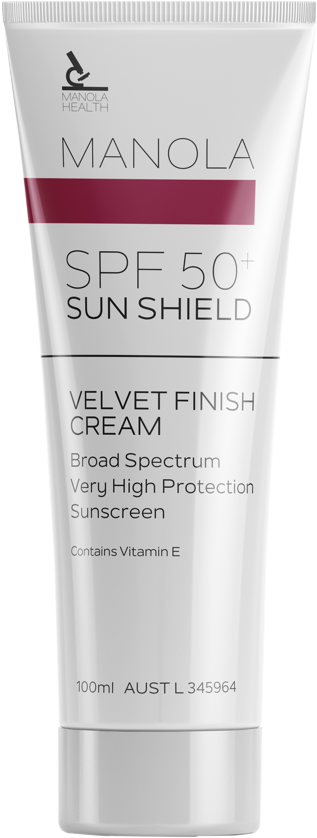 MANOLA
HEALTH
MANOLA
SPF 50+
SUN SHIELD
VELVET FINISH
CREAM
Broad Spectrum
Very High Protection
Sunscreen
Contains Vitamin E
100ml AUST L 345964